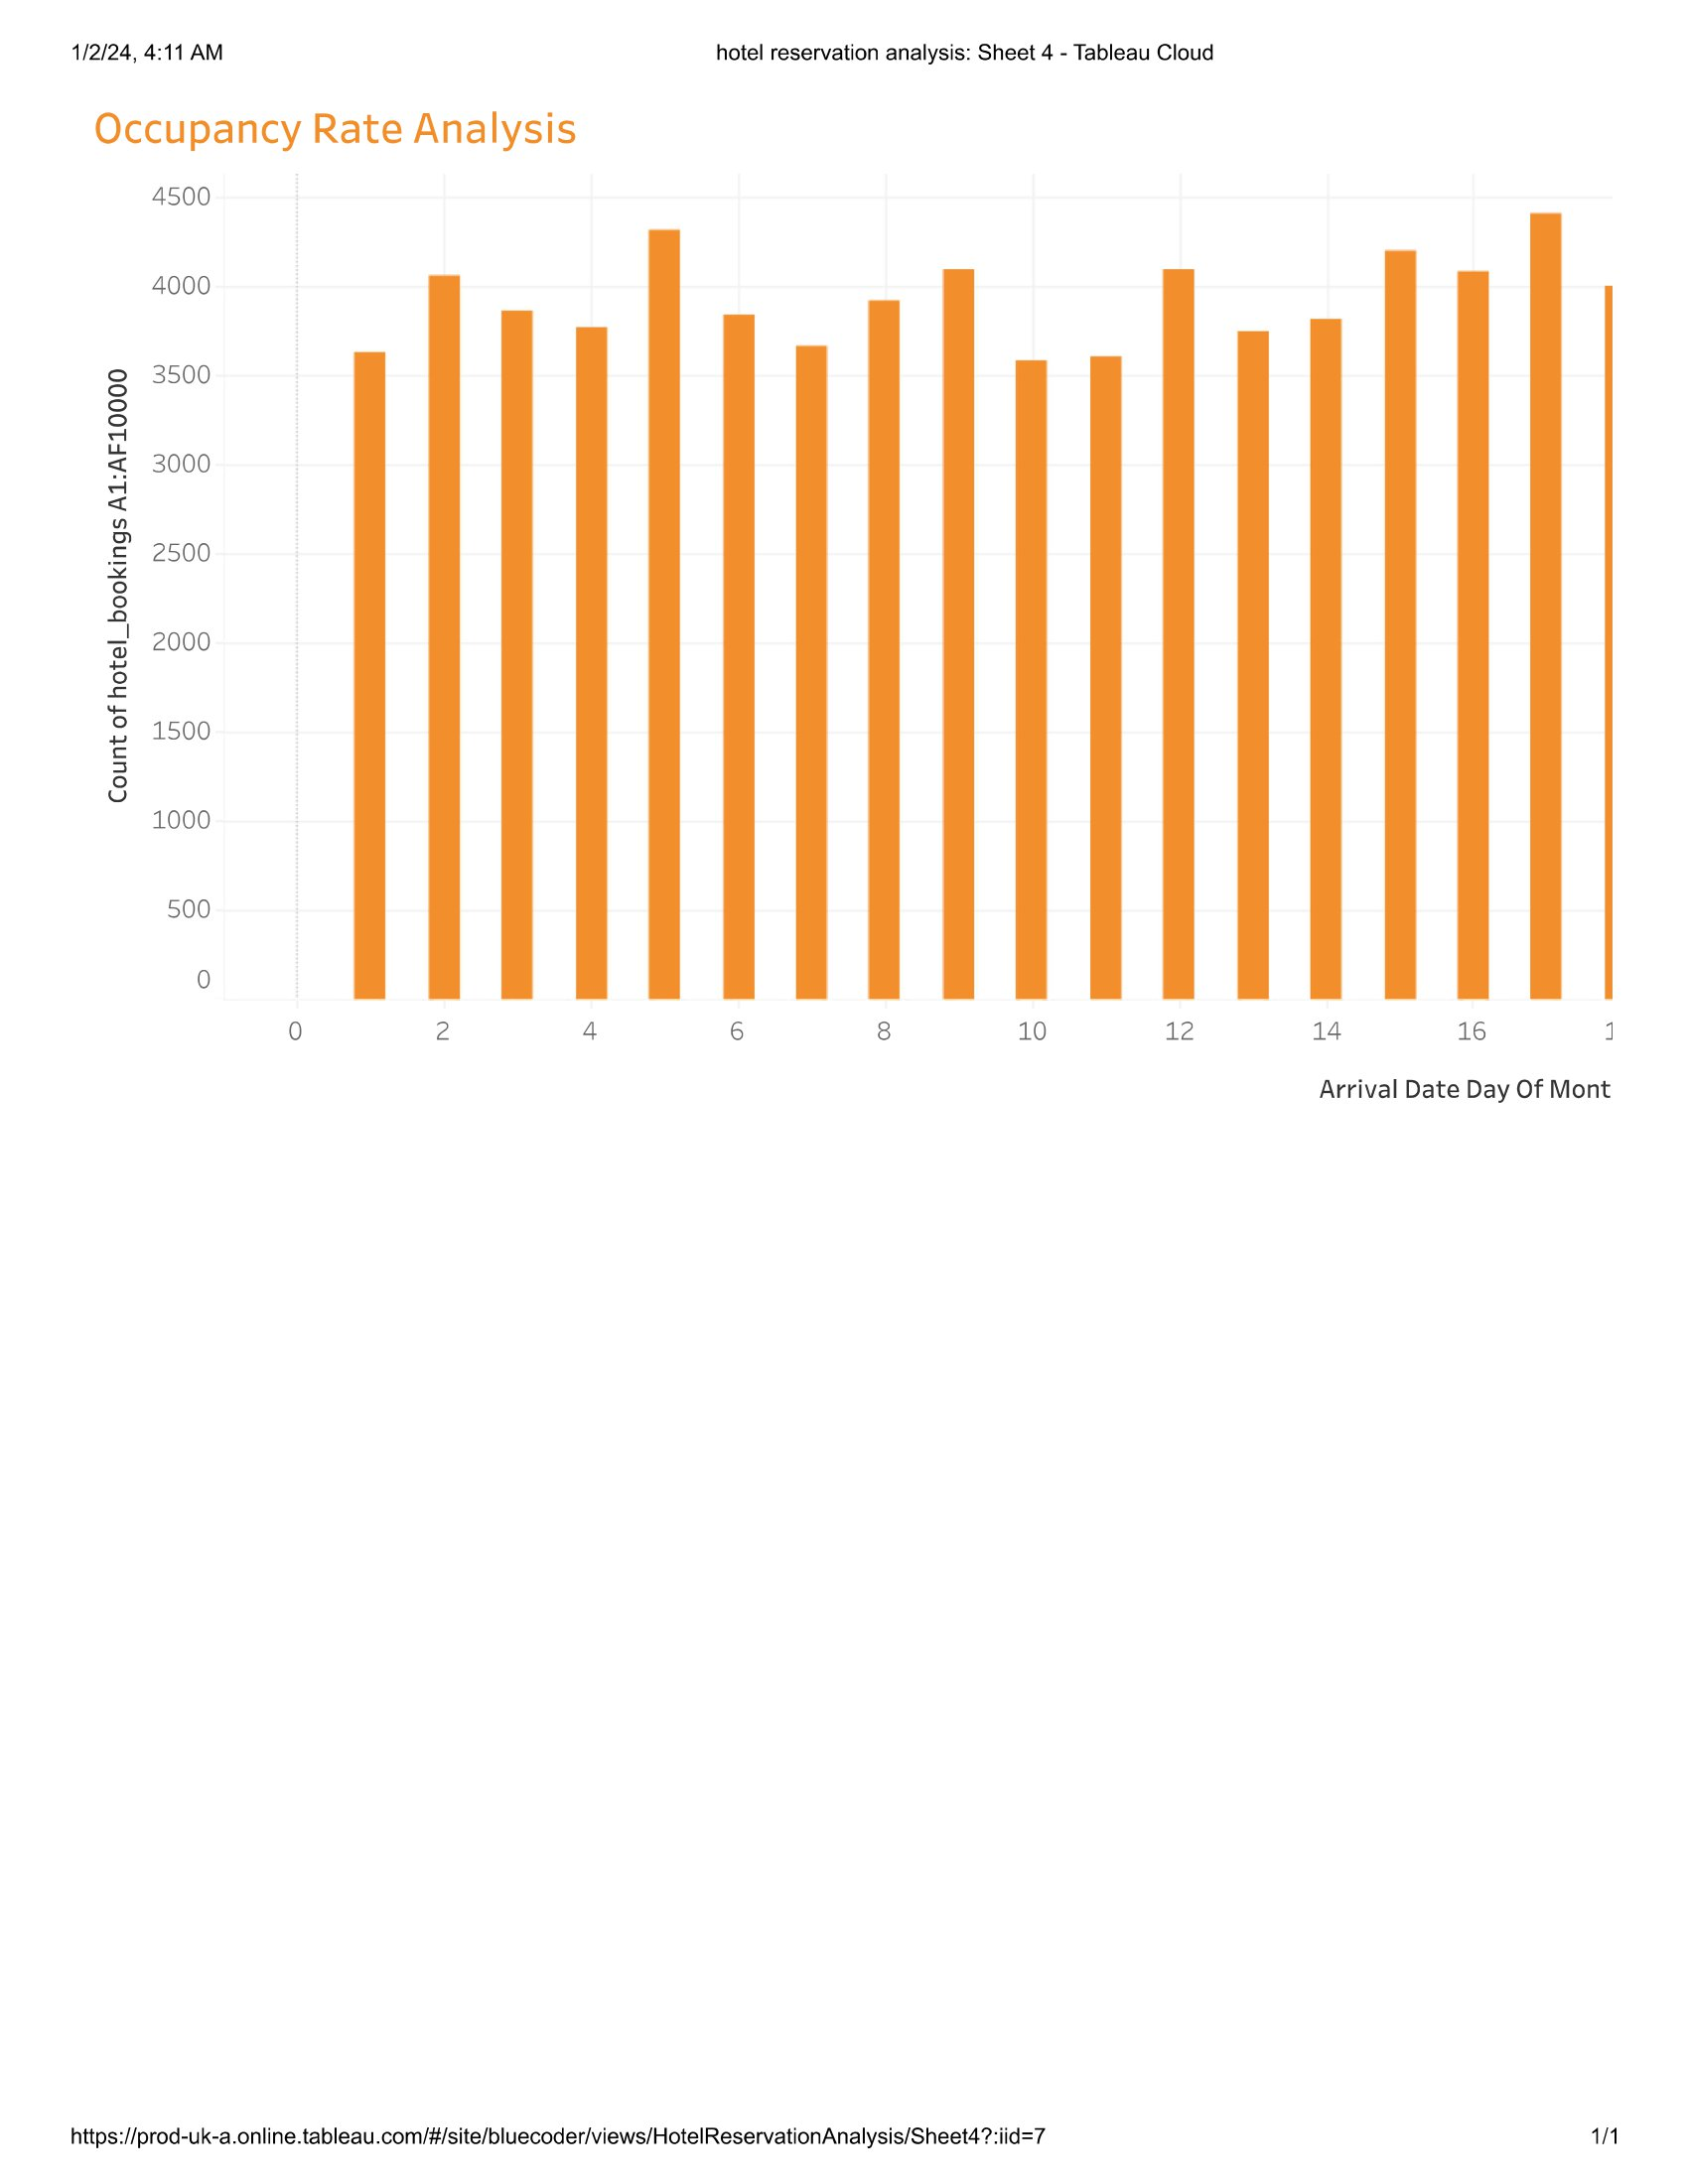 1/2/24, 4:11 AM hotel reservation analysis: Sheet 4 - Tableau Cloud
Occupancy Rate Analysis
4500
4000
3500
3000
2500
2000
1500
1000
500
0
Count of hotel_bookings A1:AF10000
0 2 4 6 8 10 12 14 16 1
Arrival Date Day Of Mont
https://prod-uk-a.online.tableau.com/#/site/bluecoder/views/HotelReservationAnalysis/Sheet4?:iid=7 1/1